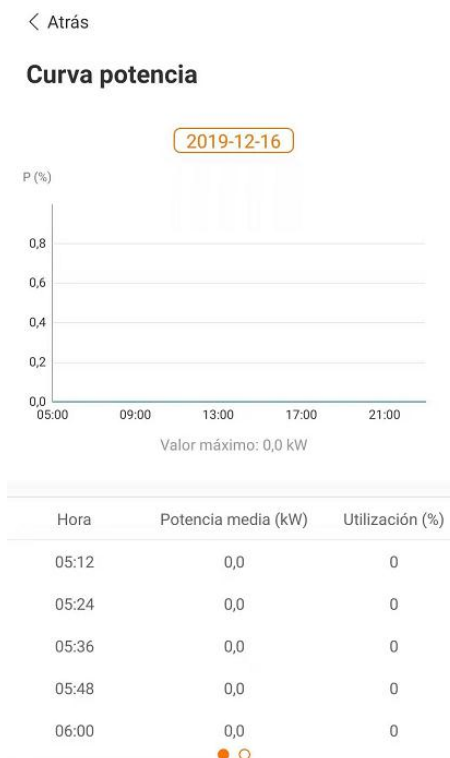 Atrás
Curva potencia
2019-12-16
P (%)
0,8
0,6
0,4
0,2
0,0
05:00 09:00 13:00 17:00 21:00
Valor máximo: 0,0 kW
Hora Potencia media (kW) Utilización (%)
05:12 0,0 0
05:24 0,0 0
05:36 0,0 0
05:48 0,0 0
06:00 0,0 0